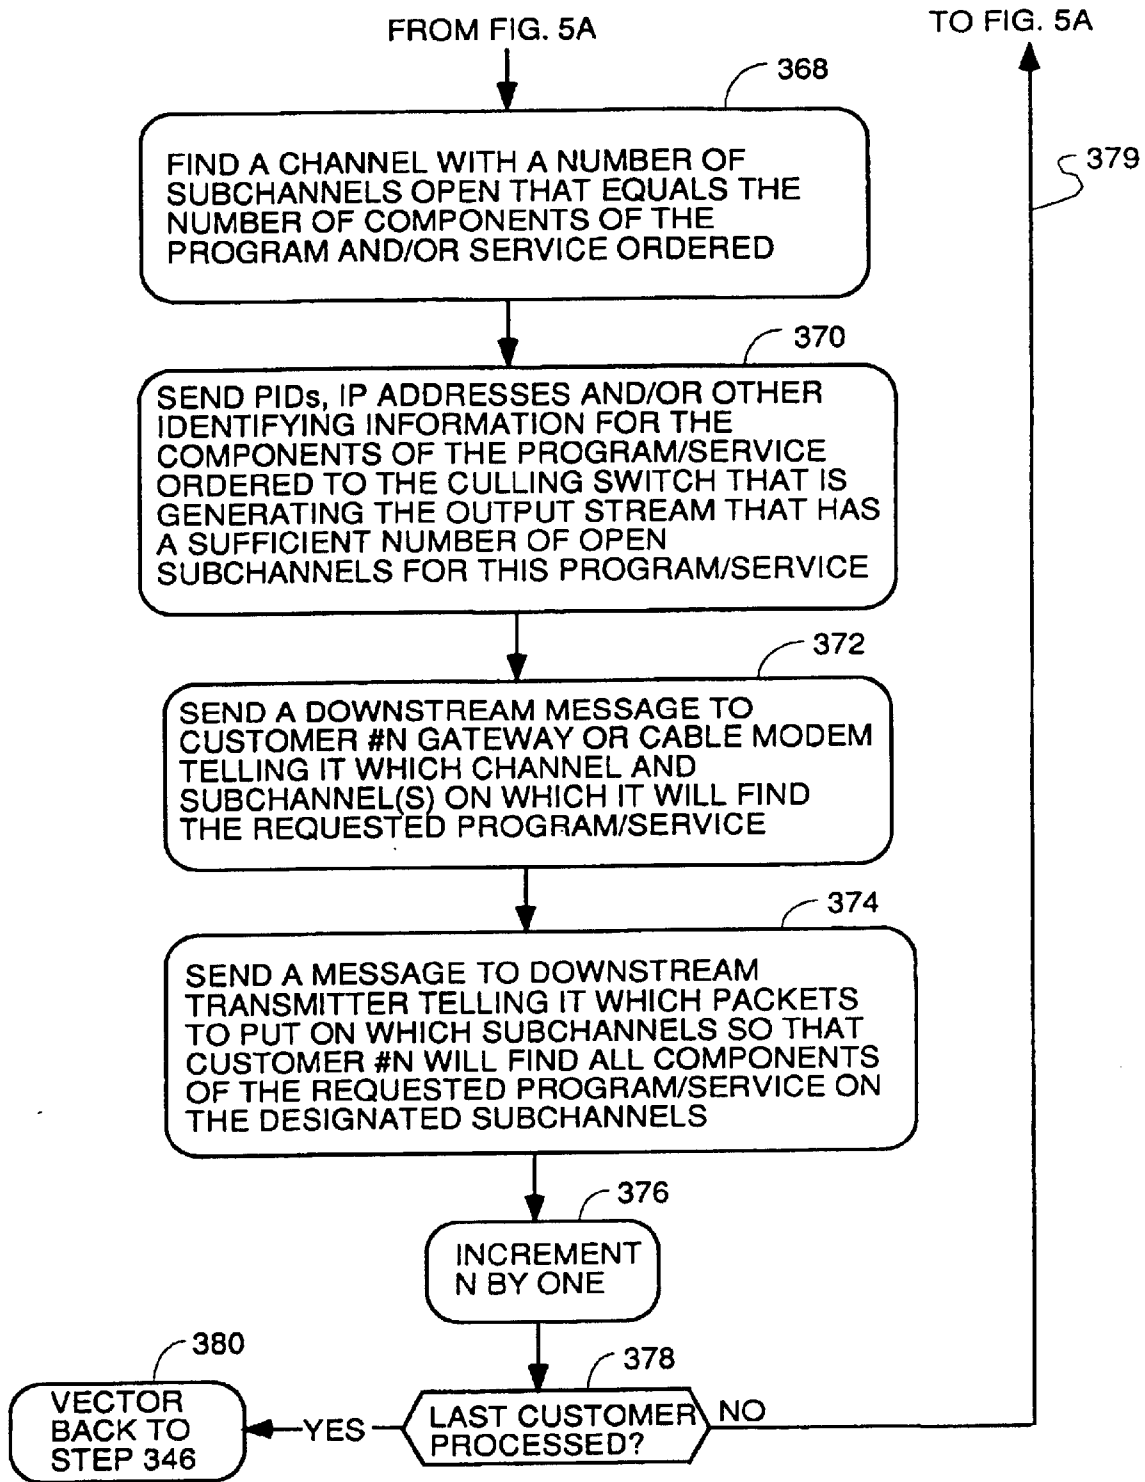 FROM FIG. 5A
TO FIG. 5A
368
379
FIND A CHANNEL WITH A NUMBER OF
SUBCHANNELS OPEN THAT EQUALS THE
NUMBER OF COMPONENTS OF THE
PROGRAM AND/OR SERVICE ORDERED
370
SEND PIDs, IP ADDRESSES AND/OR OTHER
IDENTIFYING INFORMATION FOR THE
COMPONENTS OF THE PROGRAM/SERVICE
ORDERED TO THE CULLING SWITCH THAT IS
GENERATING THE OUTPUT STREAM THAT HAS
A SUFFICIENT NUMBER OF OPEN
SUBCHANNELS FOR THIS PROGRAM/SERVICE
372
SEND A DOWNSTREAM MESSAGE TO
CUSTOMER #N GATEWAY OR CABLE MODEM
TELLING IT WHICH CHANNEL AND
SUBCHANNEL(S) ON WHICH IT WILL FIND
THE REQUESTED PROGRAM/SERVICE
374
SEND A MESSAGE TO DOWNSTREAM
TRANSMITTER TELLING IT WHICH PACKETS
TO PUT ON WHICH SUBCHANNELS SO THAT
CUSTOMER #N WILL FIND ALL COMPONENTS
OF THE REQUESTED PROGRAM/SERVICE ON
THE DESIGNATED SUBCHANNELS
376
INCREMENT
N BY ONE
380
378
VECTOR
BACK TO
STEP 346
YES
LAST CUSTOMER
PROCESSED?
NO